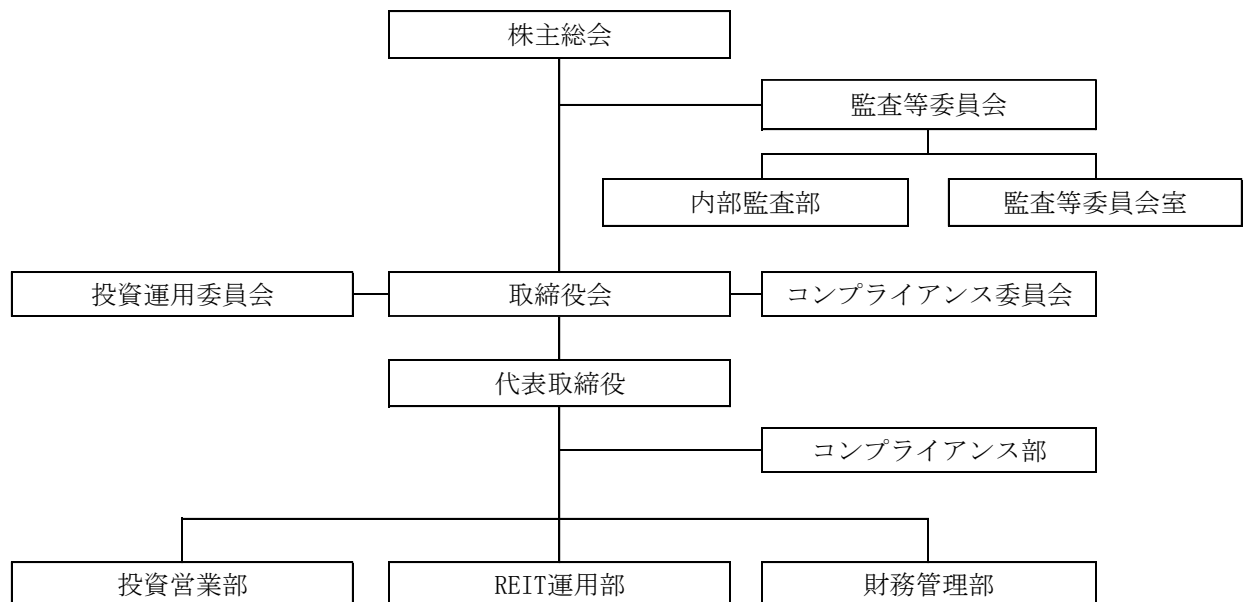 株主総会
監査等委員会
内部監査部
監査等委員会室
投資運用委員会
取締役会
コンプライアンス委員会
代表取締役
コンプライアンス部
投資営業部
REIT運用部
財務管理部